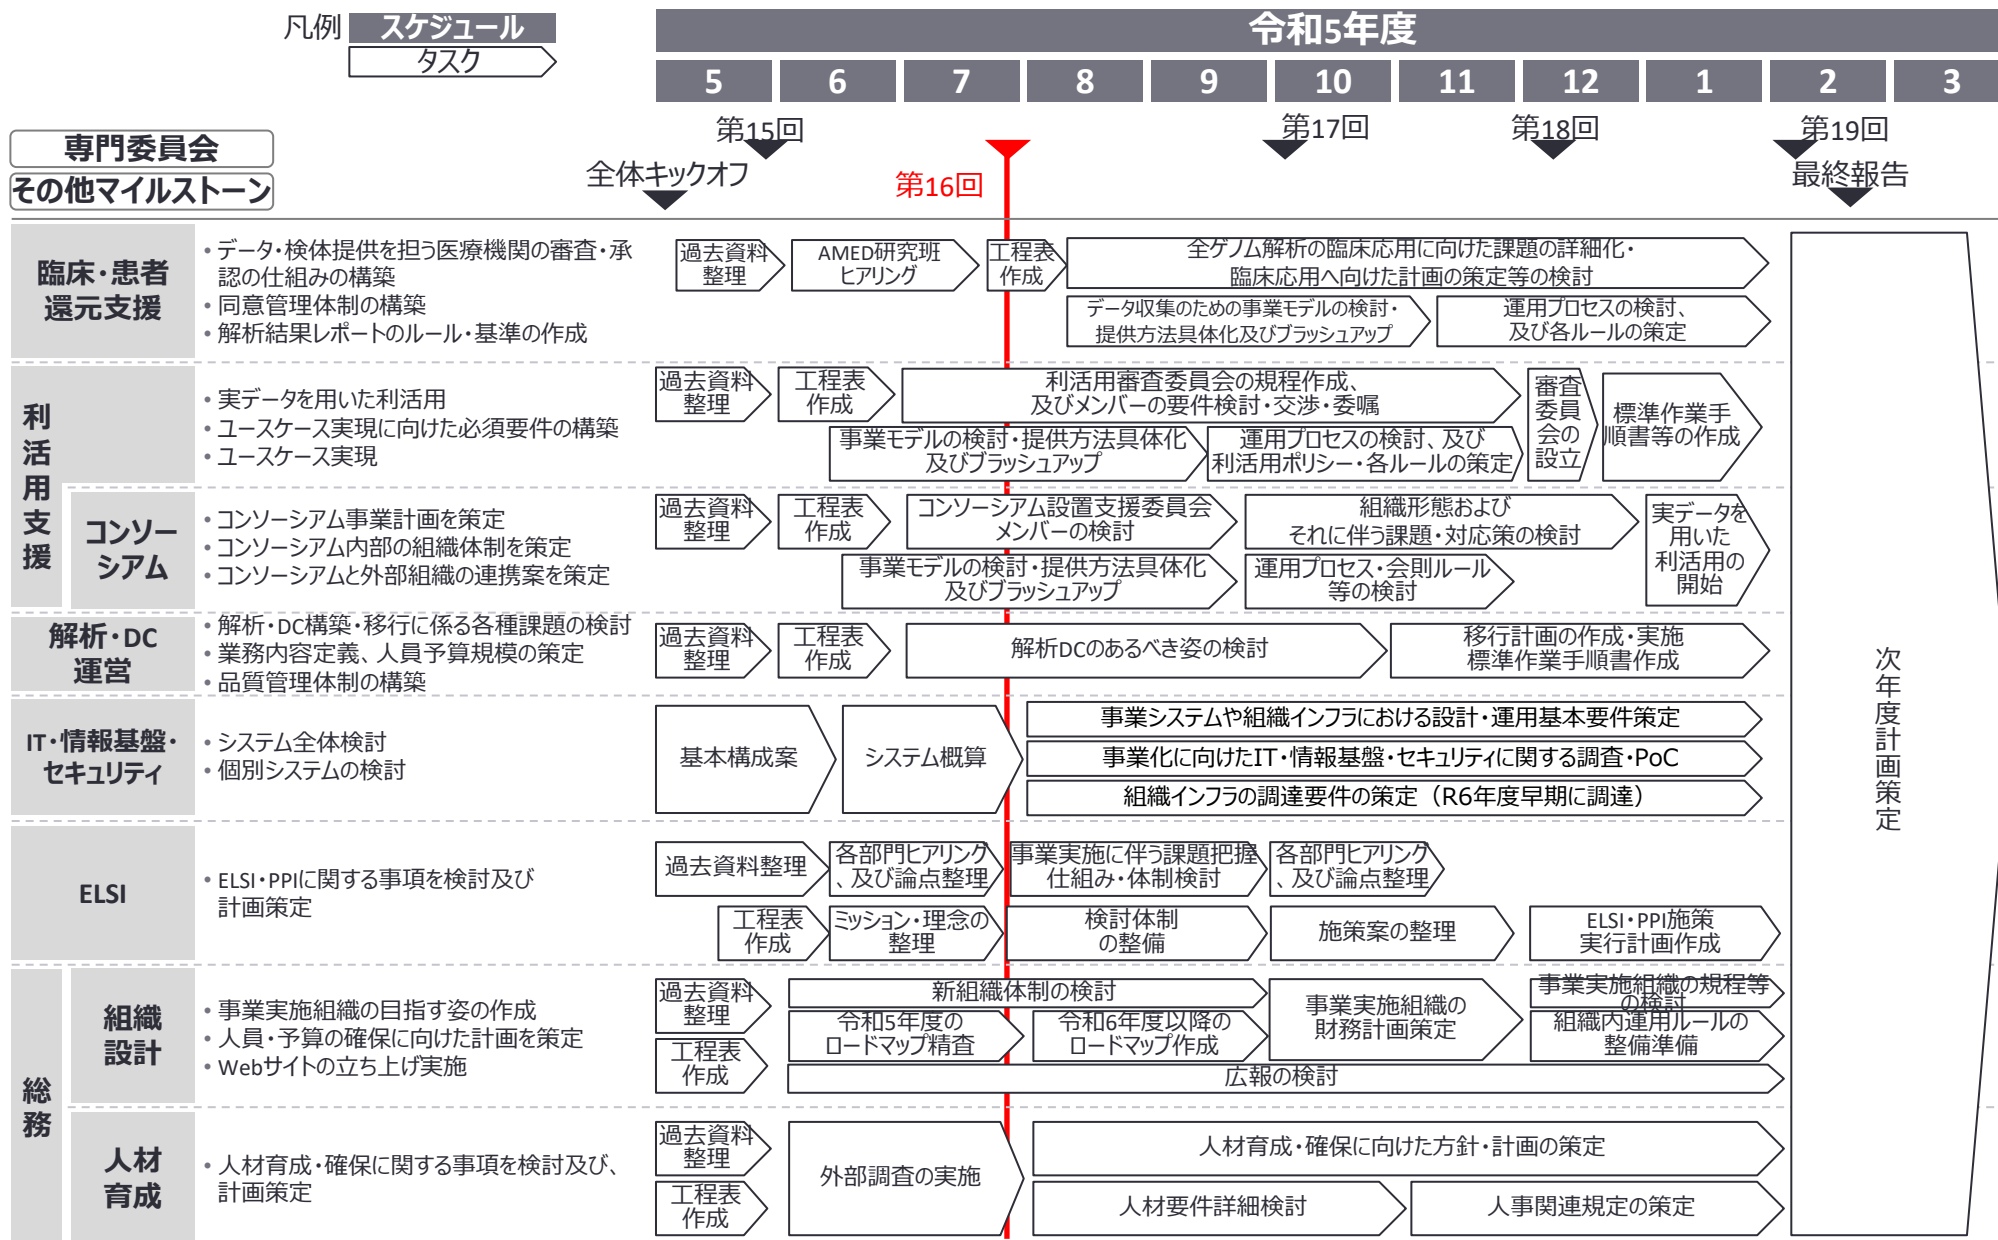 凡例
スケジュール
タスク
令和5年度
5 6 7 8 9 10 11 12 1 2 3
専門委員会
その他マイルストーン
第15回
第17回
第18回
第19回
全体キックオフ
第16回
最終報告
臨床・患者
還元支援
・データ・検体提供を担う医療機関の審査・承
認の仕組みの構築
・同意管理体制の構築
・解析結果レポートのルール・基準の作成
過去資料
整理
AMED研究班
ヒアリング
工程表
作成
全ゲノム解析の臨床応用に向けた課題の詳細化・
臨床応用へ向けた計画の策定等の検討
データ収集のための事業モデルの検討・
提供方法具体化及びブラッシュアップ
運用プロセスの検討、
及び各ルールの策定
利活用支援
・実データを用いた利活用
・ユースケース実現に向けた必須要件の構築
・ユースケース実現
過去資料
整理
工程表
作成
利活用審査委員会の規程作成、
及びメンバーの要件検討・交渉・委嘱
事業モデルの検討・提供方法具体化
及びブラッシュアップ
運用プロセスの検討、及び
利活用ポリシー・各ルールの策定
審査
委員
会の
設立
標準作業手
順書等の作成
コンソー
シアム
・コンソーシアム事業計画を策定
・コンソーシアム内部の組織体制を策定
・コンソーシアムと外部組織の連携案を策定
過去資料
整理
工程表
作成
コンソーシアム設置支援委員会
メンバーの検討
組織形態および
それに伴う課題・対応策の検討
事業モデルの検討・提供方法具体化
及びブラッシュアップ
運用プロセス・会則ルール
等の検討
実データを
用いた
利活用の
開始
解析・DC
運営
・解析・DC構築・移行に係る各種課題の検討
・業務内容定義、人員予算規模の策定
・品質管理体制の構築
過去資料
整理
工程表
作成
解析DCのあるべき姿の検討
移行計画の作成・実施
標準作業手順書作成
IT・情報基盤・
セキュリティ
・システム全体検討
・個別システムの検討
基本構成案
システム概算
事業システムや組織インフラにおける設計・運用基本要件策定
事業化に向けたIT・情報基盤・セキュリティに関する調査・PoC
組織インフラの調達要件の策定（R6年度早期に調達）
ELSI
・ELSI・PPIに関する事項を検討及び
計画策定
過去資料整理
各部門ヒアリング
、及び論点整理
事業実施に伴う課題把握
仕組み・体制検討
各部門ヒアリング
、及び論点整理
工程表
作成
ミッション・理念の
整理
検討体制
の整備
施策案の整理
ELSI・PPI施策
実行計画作成
総務
組織
設計
・事業実施組織の目指す姿の作成
・人員・予算の確保に向けた計画を策定
・Webサイトの立ち上げ実施
過去資料
整理
工程表
作成
新組織体制の検討
令和5年度の
ロードマップ精査
令和6年度以降の
ロードマップ作成
事業実施組織の
財務計画策定
事業実施組織の規程等
の検討
組織内運用ルールの
整備準備
広報の検討
人材
育成
・人材育成・確保に関する事項を検討及び、
計画策定
過去資料
整理
工程表
作成
外部調査の実施
人材育成・確保に向けた方針・計画の策定
人材要件詳細検討
人事関連規定の策定
次年度計画策定